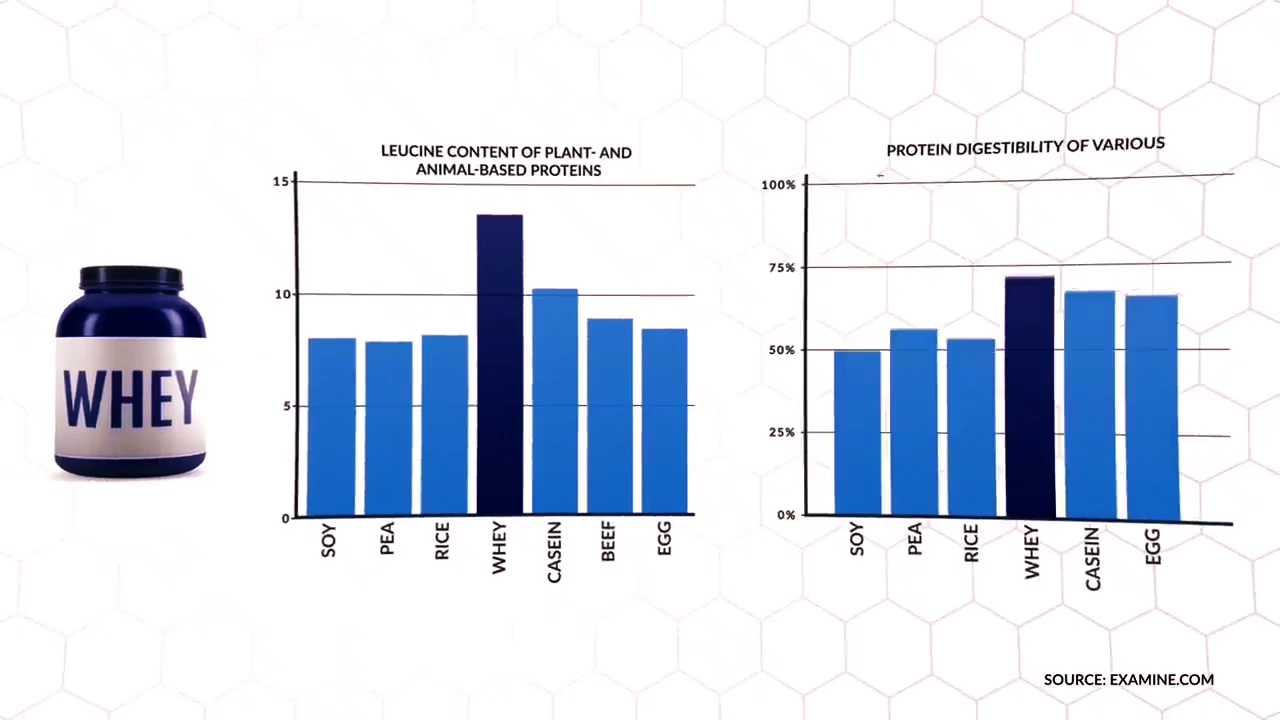 WHEY
LEUCINE CONTENT OF PLANT- AND
ANIMAL-BASED PROTEINS
15
10
5
0
SOY
PEA
RICE
WHEY
CASEIN
BEEF
EGG
PROTEIN DIGESTIBILITY OF VARIOUS
100%
75%
50%
25%
0%
SOY
PEA
RICE
WHEY
CASEIN
EGG
SOURCE: EXAMINE.COM